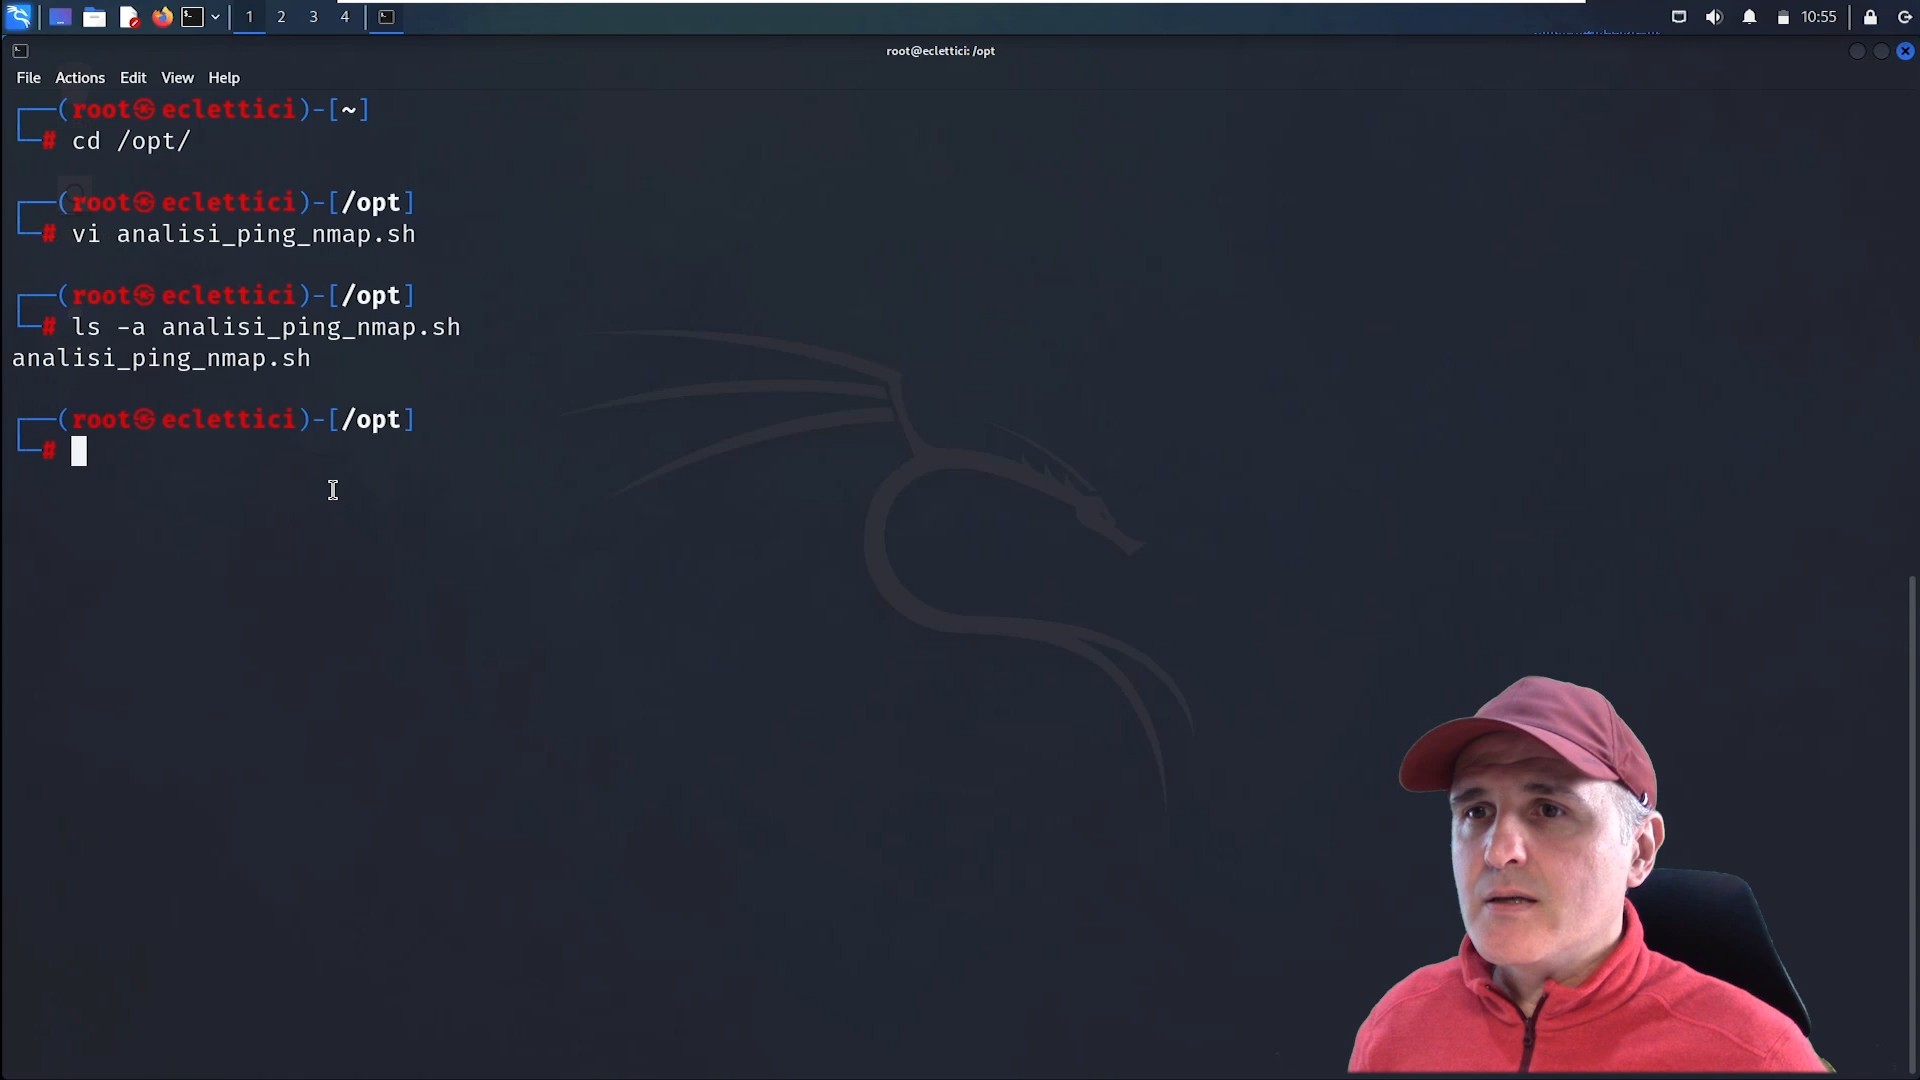 1 2 3 4 10:55
root@eclettici: /opt
File Actions Edit View Help
┌──(root㉿eclettici)-[~]
└─# cd /opt/
┌──(root㉿eclettici)-[/opt]
└─# vi analisi_ping_nmap.sh
┌──(root㉿eclettici)-[/opt]
└─# ls -a analisi_ping_nmap.sh
analisi_ping_nmap.sh
┌──(root㉿eclettici)-[/opt]
└─#